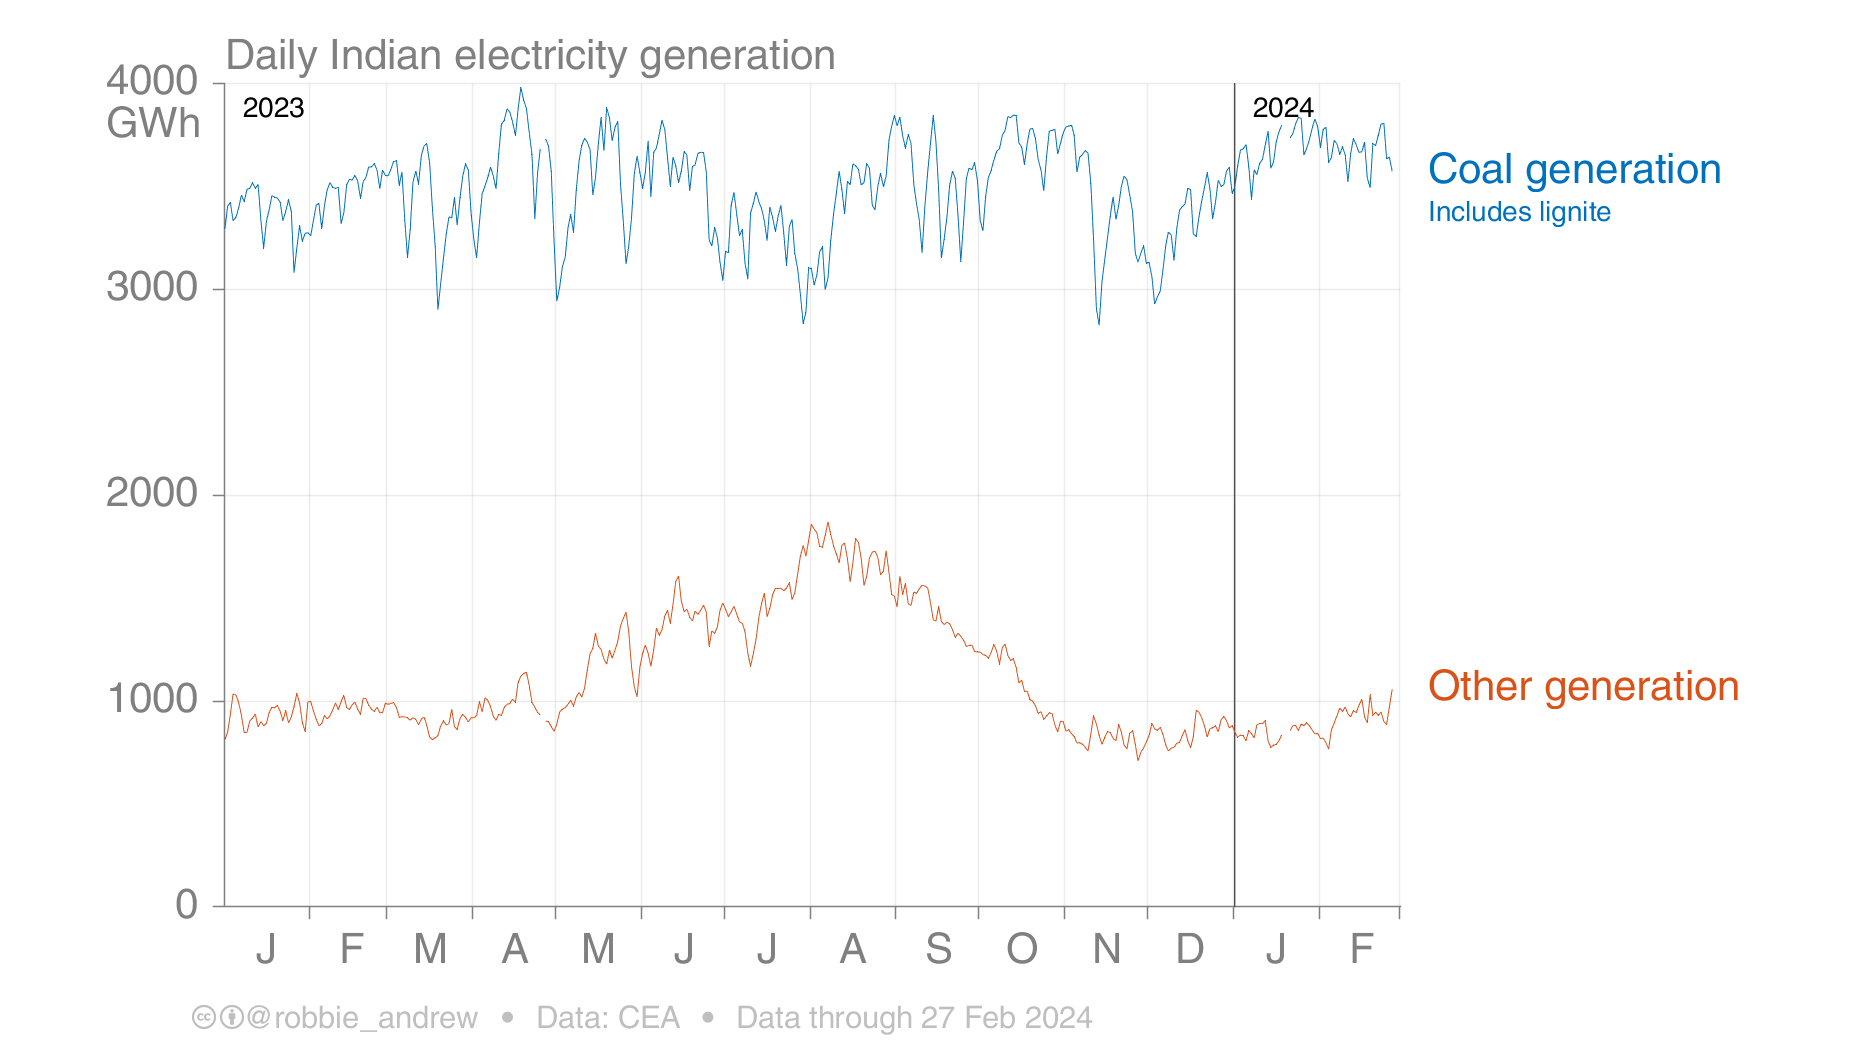 Daily Indian electricity generation
4000
GWh
2023
2024
Coal generation
Includes lignite
3000
2000
Other generation
1000
0
J F M A M J J A S O N D J F
cc @robbie_andrew • Data: CEA • Data through 27 Feb 2024